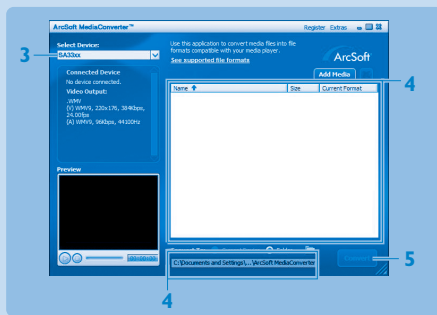 ArcSoft MediaConverter™
Register Extras
Select Device:
SA33xx
3
Use this application to convert media files into file
formats compatible with your media player.
See supported file formats
ArcSoft
Add Media
Connected Device
No device connected.
Video Output:
.WMV
(V) WMV9, 220x176, 384kbps,
24.00fps
(A) WMV9, 96kbps, 44100Hz
Name Size Current Format
4
Preview
00:00:00
C:\Documents and Settings\,...\ArcSoft MediaConverter
Convert
5
4